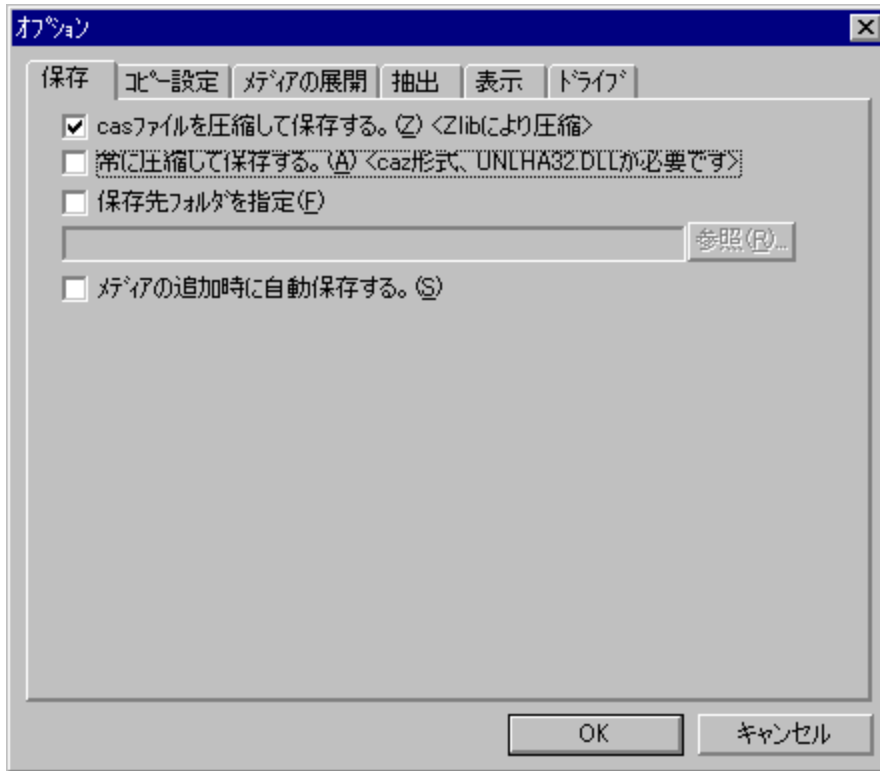 オプション
保存 コピー設定 メディアの展開 抽出 表示 ドライブ
casファイルを圧縮して保存する。(Z) <Zlibにより圧縮>
常に圧縮して保存する。(A) <caz形式、UNLHA32.DLLが必要です>
保存先フォルダを指定(F)
参照(R)...
メディアの追加時に自動保存する。(S)
OK キャンセル